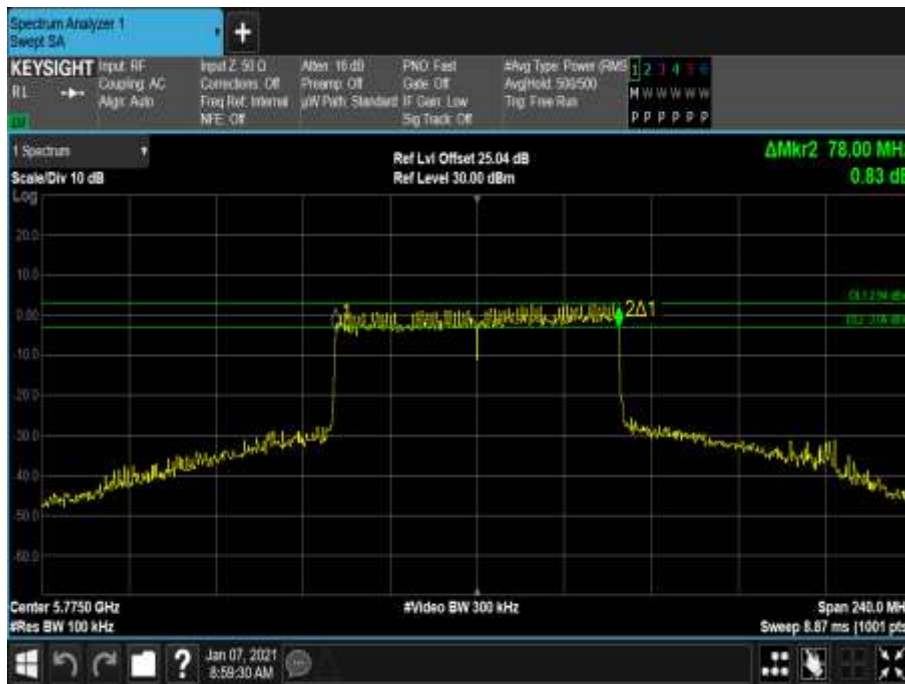 Spectrum Analyzer 1
Swept SA
+
KEYSIGHT Input: RF Input Z: 50 Ω Atten: 16 dB PNO: Fast #Avg Type: Power (RMS 1 2 3 4 5 6
RL Coupling: AC Corrections: Off Preamp: Off Gate: Off Avg|Hold: 500/500 M W W W W W
Align: Auto Freq Ref: Internal µW Path: Standard IF Gain: Low Trig: Free Run
NFE: Off Sig Track: Off P P P P P P
1 Spectrum
Ref Lvl Offset 25.04 dB
ΔMkr2 78.00 MH
Scale/Div 10 dB
Ref Level 30.00 dBm
0.83 d
Log
20.0
10.0
0.00
2Δ1
-10.0
-20.0
-30.0
-40.0
-50.0
-60.0
Center 5.7750 GHz
#Video BW 300 kHz
Span 240.0 MH
#Res BW 100 kHz
Sweep 8.87 ms (1001 pts
?
Jan 07, 2021
8:59:30 AM